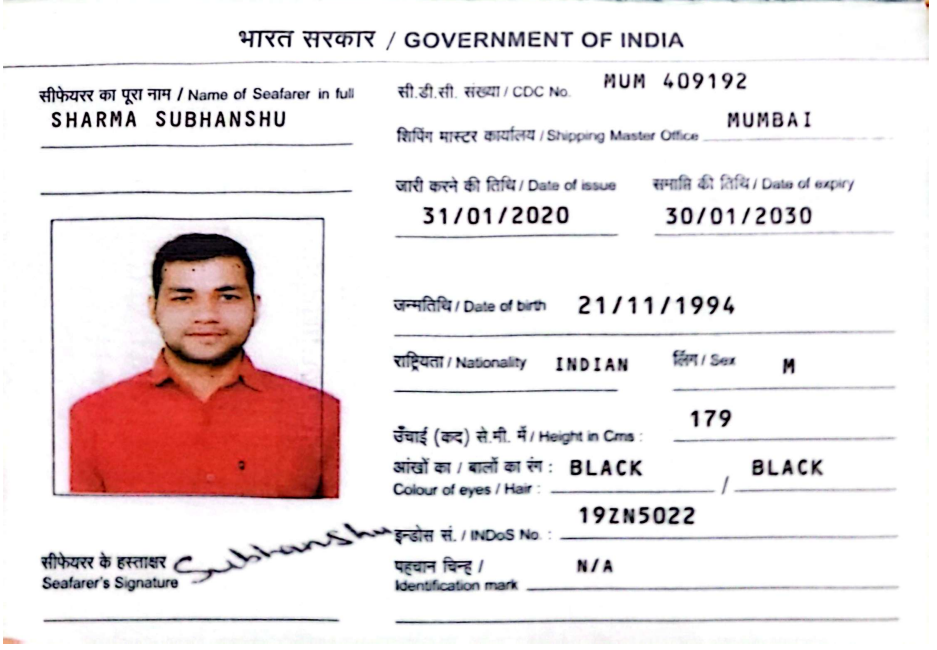 भारत सरकार / GOVERNMENT OF INDIA
सीफेयरर का पूरा नाम / Name of Seafarer in full
SHARMA SUBHANSHU
सी.डी.सी. संख्या / CDC No. MUM 409192
शिपिंग मास्टर कार्यालय / Shipping Master Office MUMBAI
जारी करने की तिथि / Date of issue समाप्ति की तिथि / Date of expiry
31/01/2020 30/01/2030
जन्मतिथि / Date of birth 21/11/1994
राष्ट्रियता / Nationality INDIAN लिंग / Sex M
उँचाई (कद) से.मी. में / Height in Cms : 179
आंखों का / बालों का रंग : BLACK / BLACK
Colour of eyes / Hair :
इन्डोस सं. / INDoS No. : 19ZN5022
पहचान चिन्ह / N/A
Identification mark
सीफेयरर के हस्ताक्षर Subhanshu
Seafarer's Signature